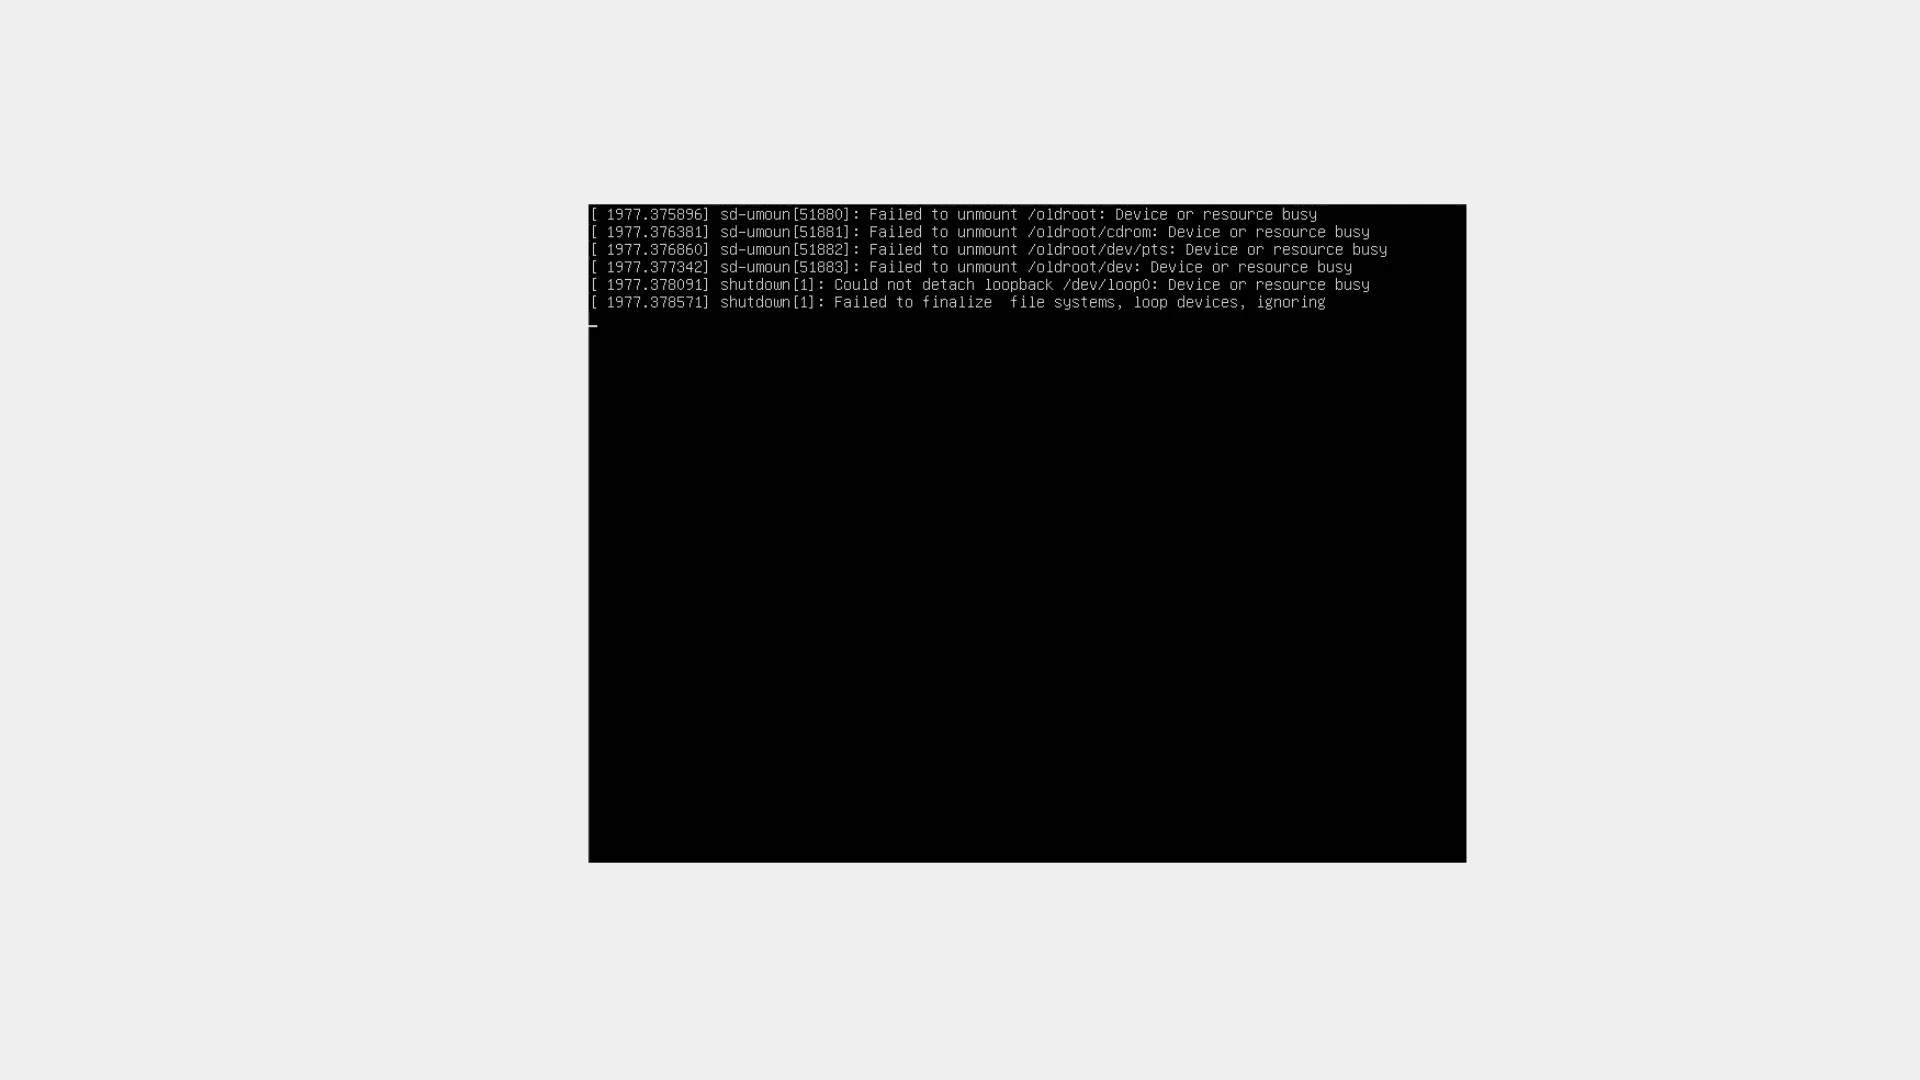 [ 1977.375896] sd-umoun[51880]: Failed to unmount /oldroot: Device or resource busy
[ 1977.376381] sd-umoun[51881]: Failed to unmount /oldroot/cdrom: Device or resource busy
[ 1977.376860] sd-umoun[51882]: Failed to unmount /oldroot/dev/pts: Device or resource busy
[ 1977.377342] sd-umoun[51883]: Failed to unmount /oldroot/dev: Device or resource busy
[ 1977.378091] shutdown[1]: Could not detach loopback /dev/loop0: Device or resource busy
[ 1977.378571] shutdown[1]: Failed to finalize  file systems, loop devices, ignoring